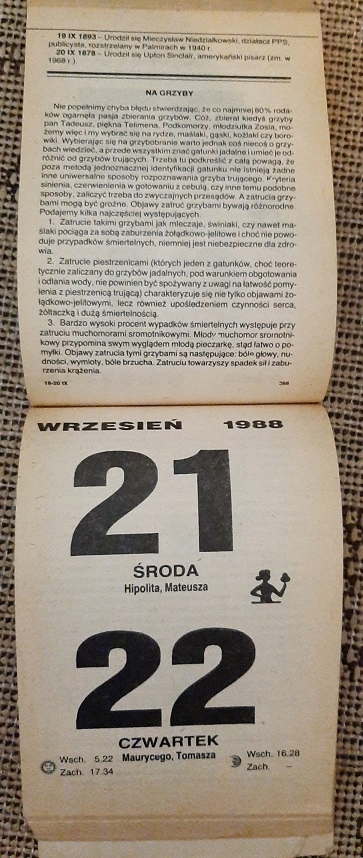 19 IX 1893 – Urodził się Mieczysław Niedziałkowski, działacz PPS,
publicysta, rozstrzelany w Palmirach w 1940 r.
20 IX 1878 – Urodził się Upton Sinclair, amerykański pisarz (zm. w
1968 r.)
NA GRZYBY
Nie popełnimy chyba błędu stwierdzając, że co najmniej 60% roda-
ków ogarnęła pasja zbierania grzybów. Cóż, zbierał kiedyś grzyby
pan Tadeusz, piękna Telimena, Podkomorzy, młodziutka Zosia, mo-
żemy więc i my wybrać się na rydze, maślaki, gąski, koźlaki czy boro-
wiki. Wybierając się na grzybobranie warto jednak coś niecoś o grzy-
bach wiedzieć, a przede wszystkim znać gatunki jadalne i umieć je od-
różnić od grzybów trujących. Trzeba tu podkreślić z całą powagą, że
poza metodą jednoznacznej identyfikacji gatunku nie istnieją żadne
inne uniwersalne sposoby rozpoznawania grzyba trującego. Kryteria
sinienia, czerwienienia w gotowaniu z cebulą, czy inne temu podobne
sposoby, zaliczyć trzeba do zwyczajnych przesądów. A zatrucia grzy-
bami mogą być groźne. Objawy zatruć grzybami bywają różnorodne.
Podajemy kilka najczęściej występujących.
1. Zatrucie takimi grzybami jak mleczaje, świniaki, czy nawet ma-
ślaki pociąga za sobą zaburzenia żołądkowo-jelitowe i choć nie powo-
duje przypadków śmiertelnych, niemniej jest niebezpieczne dla zdro-
wia.
2. Zatrucie piestrzenicami (których jeden z gatunków, choć teore-
tycznie zaliczany do grzybów jadalnych, pod warunkiem obgotowania
i odlania wody, nie powinien być spożywany z uwagi na łatwość pomy-
lenia z piestrzenicą trującą) charakteryzuje się nie tylko objawami żo-
łądkowo-jelitowymi, lecz również upośledzeniem czynności serca,
żółtaczką i dużą śmiertelnością.
3. Bardzo wysoki procent wypadków śmiertelnych występuje przy
zatruciu muchomorami sromotnikowymi. Młody muchomor sromotni-
kowy przypomina swym wyglądem młodą pieczarkę, stąd łatwo o po-
myłki. Objawy zatrucia tymi grzybami są następujące: bóle głowy, nu-
dności, wymioty, bóle brzucha. Zatruciu towarzyszy spadek sił i zabu-
rzenia krążenia.
19-20 IX
WRZESIEŃ 1988
21
ŚRODA
Hipolita, Mateusza
22
CZWARTEK
Maurycego, Tomasza
Wsch. 5.22
Zach. 17.34
Wsch. 16.28
Zach. –